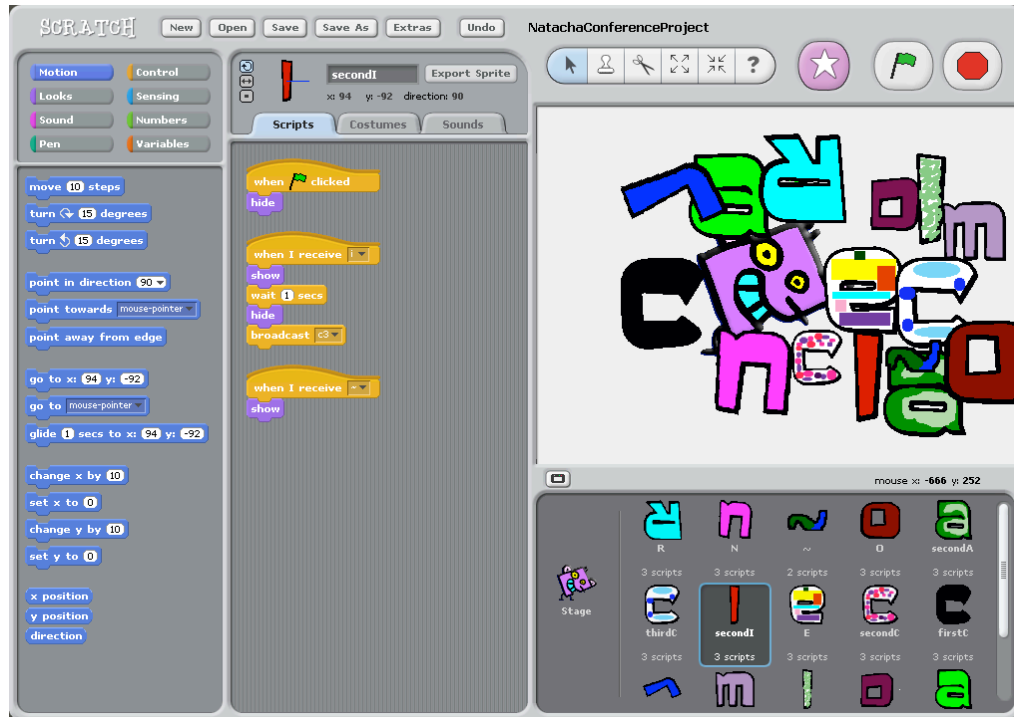 SCRATCH New Open Save Save As Extras Undo NatachaConferenceProject
Motion Control
Looks Sensing
Sound Numbers
Pen Variables
secondI Export Sprite
x: 94 y: -92 direction: 90
Scripts Costumes Sounds
?
move 10 steps
turn 15 degrees
turn 15 degrees
point in direction 90
point towards mouse-pointer
point away from edge
go to x: 94 y: -92
go to mouse-pointer
glide 1 secs to x: 94 y: -92
change x by 10
set x to 0
change y by 10
set y to 0
x position
y position
direction
when clicked
hide
when I receive i
show
wait 1 secs
hide
broadcast c3
when I receive ~
show
mouse x: -666 y: 252
Stage
R N ~ O secondA
3 scripts 3 scripts 2 scripts 3 scripts 3 scripts
thirdC secondI E secondC firstC
3 scripts 3 scripts 3 scripts 3 scripts 3 scripts